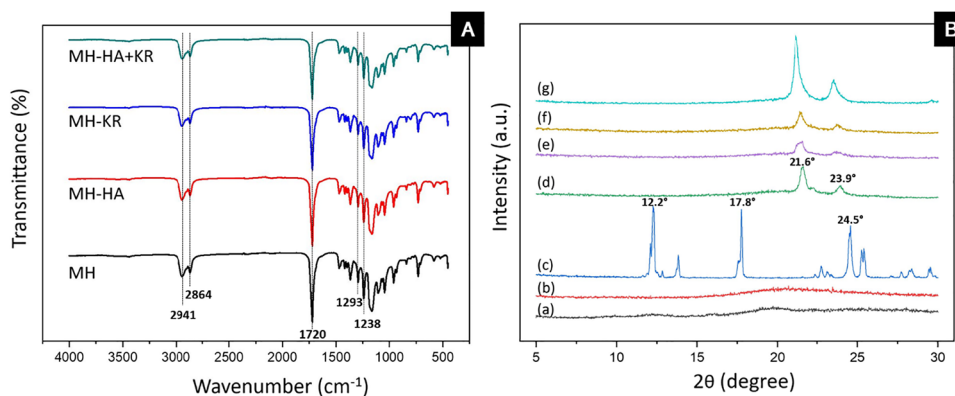 A
MH-HA+KR
MH-KR
MH-HA
MH
2864
2941
1720
1293
1238
Transmittance (%)
4000 3500 3000 2500 2000 1500 1000 500
Wavenumber (cm⁻¹)
B
(g)
(f)
(e)
21.6°
23.9°
(d)
12.2°
17.8°
24.5°
(c)
(b)
(a)
Intensity (a.u.)
5 10 15 20 25 30
2θ (degree)